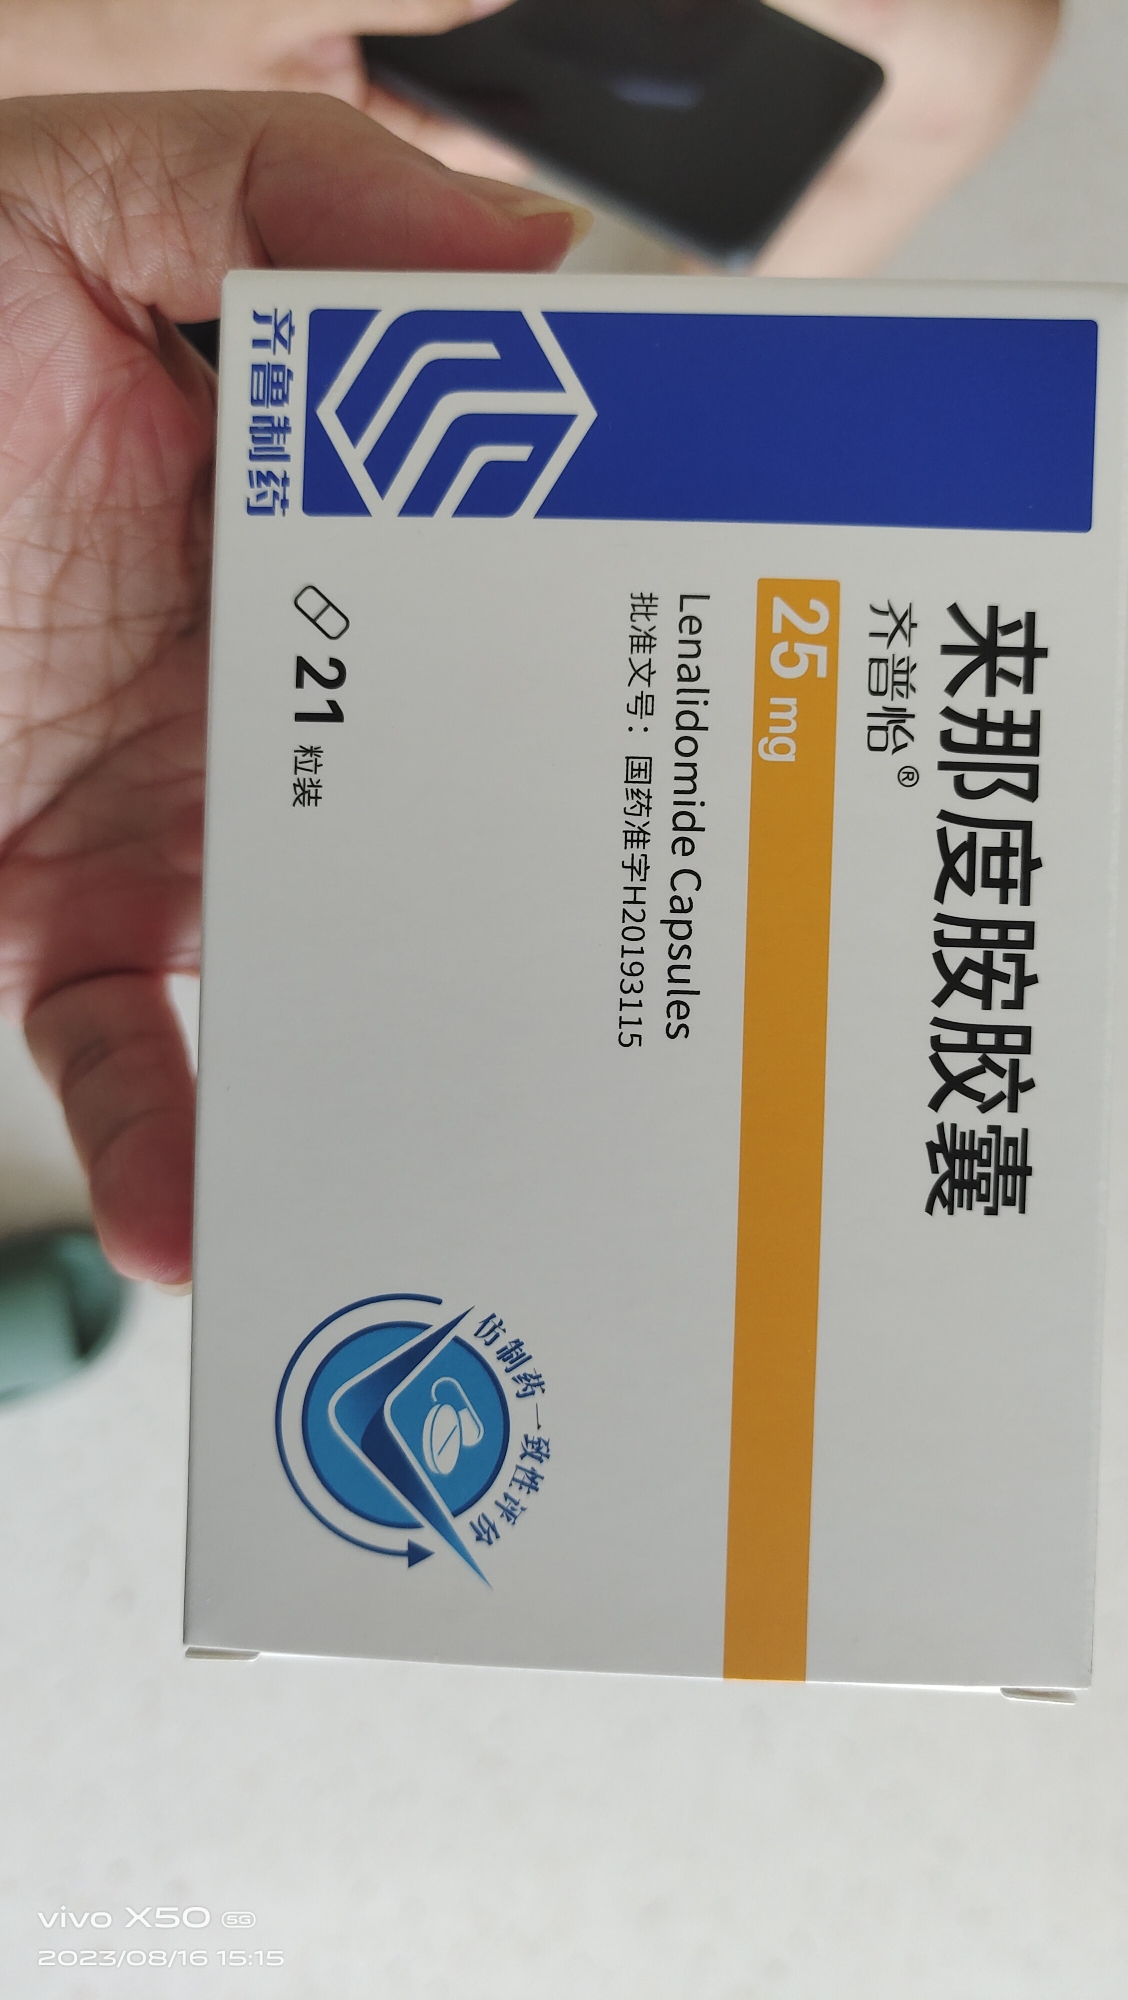 齐鲁制药
来那度胺胶囊
齐普怡®
25 mg
Lenalidomide Capsules
批准文号：国药准字H20193115
21 粒装
仿制药一致性评价
vivo X50 5G
2023/08/16 15:15